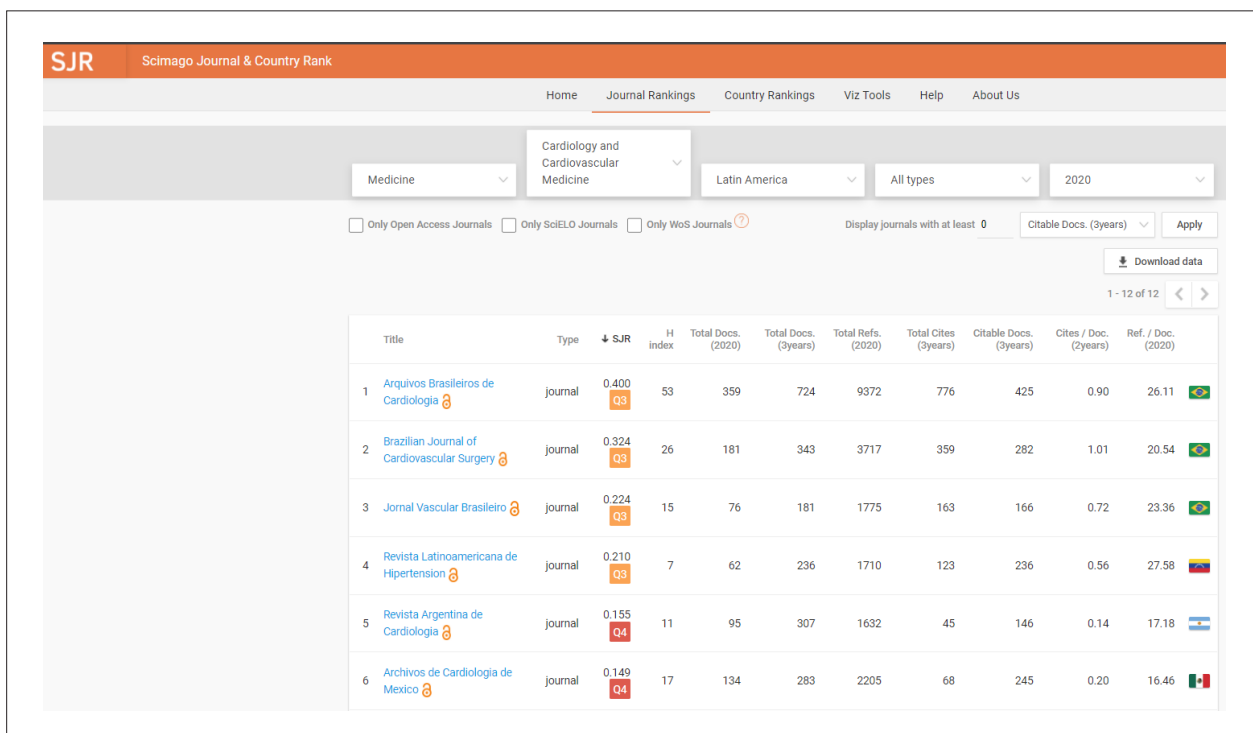 SJR Scimago Journal & Country Rank
Home Journal Rankings Country Rankings Viz Tools Help About Us
Cardiology and
Cardiovascular
Medicine
Medicine Latin America All types 2020
Only Open Access Journals Only SciELO Journals Only WoS Journals ? Display journals with at least 0 Citable Docs. (3years) Apply
Download data
1 - 12 of 12
Title Type SJR H index Total Docs. (2020) Total Docs. (3years) Total Refs. (2020) Total Cites (3years) Citable Docs. (3years) Cites / Doc. (2years) Ref. / Doc. (2020)
1 Arquivos Brasileiros de Cardiologia journal 0.400 Q3 53 359 724 9372 776 425 0.90 26.11
2 Brazilian Journal of Cardiovascular Surgery journal 0.324 Q3 26 181 343 3717 359 282 1.01 20.54
3 Jornal Vascular Brasileiro journal 0.224 Q3 15 76 181 1775 163 166 0.72 23.36
4 Revista Latinoamericana de Hipertension journal 0.210 Q3 7 62 236 1710 123 236 0.56 27.58
5 Revista Argentina de Cardiologia journal 0.155 Q4 11 95 307 1632 45 146 0.14 17.18
6 Archivos de Cardiologia de Mexico journal 0.149 Q4 17 134 283 2205 68 245 0.20 16.46